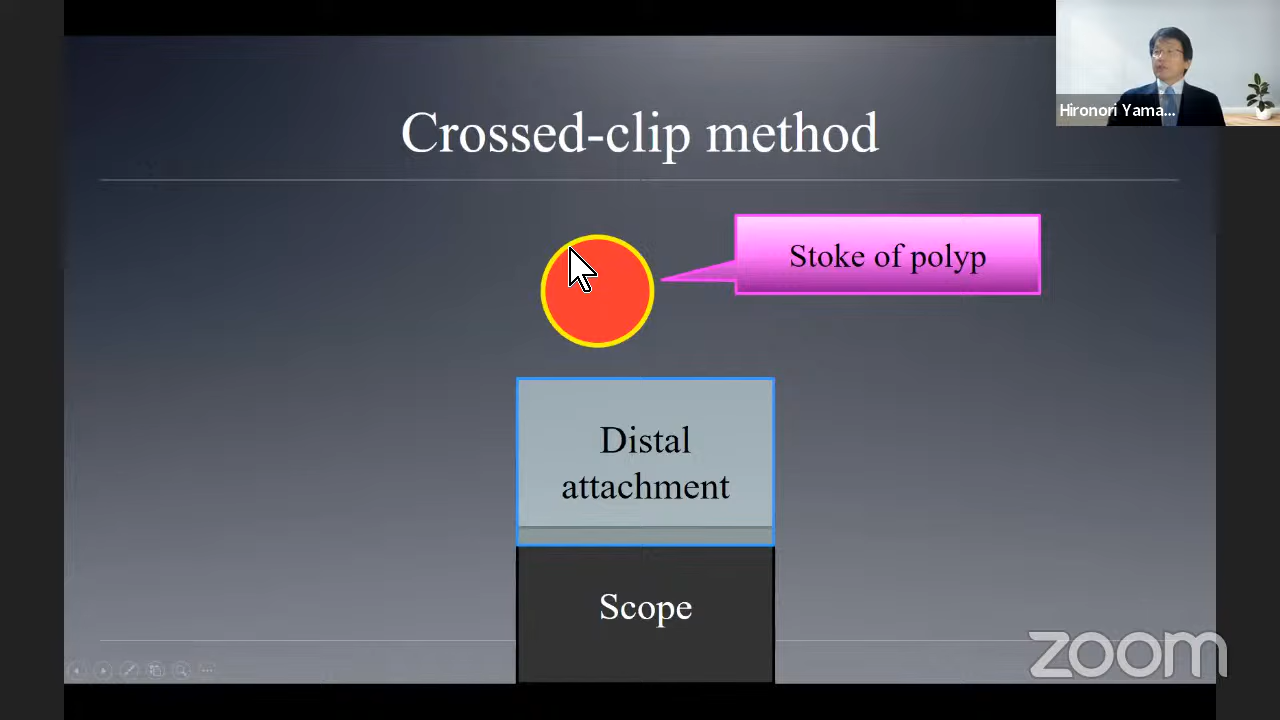 Hironori Yama...
Crossed-clip method
Stoke of polyp
Distal
attachment
Scope
zoom